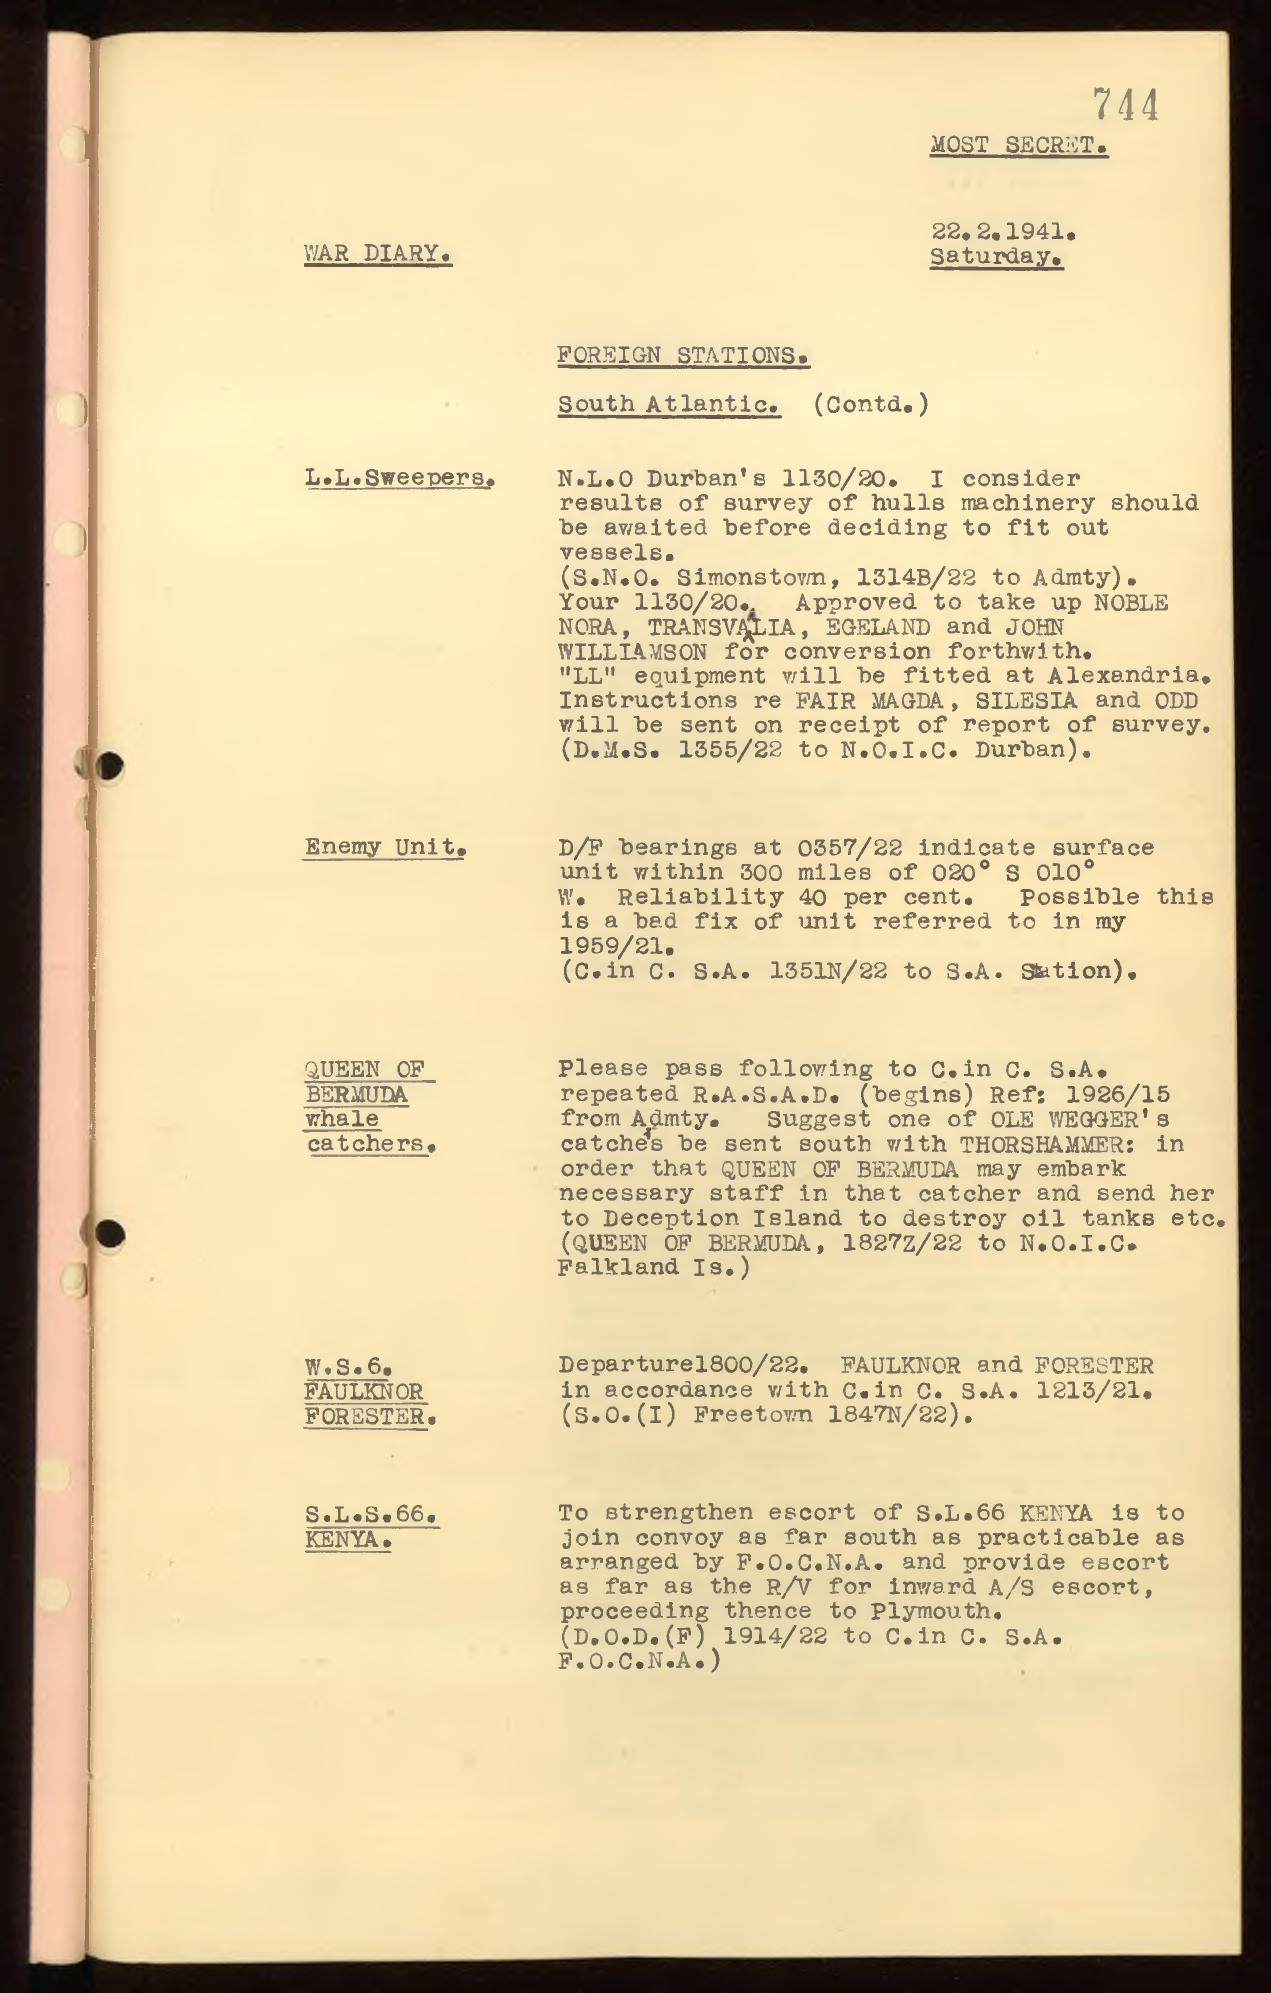 744
MOST SECRET.
22.2.1941.
WAR DIARY.
Saturday.
FOREIGN STATIONS.
South Atlantic. (Contd.)
L.L.Sweepers.
N.L.O Durban's 1130/20. I consider
results of survey of hulls machinery should
be awaited before deciding to fit out
vessels.
(S.N.O. Simonstown, 1314B/22 to Admty).
Your 1130/20. Approved to take up NOBLE
NORA, TRANSVALIA, EGELAND and JOHN
WILLIAMSON for conversion forthwith.
"LL" equipment will be fitted at Alexandria.
Instructions re FAIR MAGDA, SILESIA and ODD
will be sent on receipt of report of survey.
(D.M.S. 1355/22 to N.O.I.C. Durban).
Enemy Unit.
D/F bearings at 0357/22 indicate surface
unit within 300 miles of 020° S 010°
W. Reliability 40 per cent. Possible this
is a bad fix of unit referred to in my
1959/21.
(C.in C. S.A. 1351N/22 to S.A. Station).
QUEEN OF
BERMUDA
whale
catchers.
Please pass following to C.in C. S.A.
repeated R.A.S.A.D. (begins) Ref: 1926/15
from Admty. Suggest one of OLE WEGGER's
catches be sent south with THORSHAMMER: in
order that QUEEN OF BERMUDA may embark
necessary staff in that catcher and send her
to Deception Island to destroy oil tanks etc.
(QUEEN OF BERMUDA, 1827Z/22 to N.O.I.C.
Falkland Is.)
W.S.6.
FAULKNOR
FORESTER.
Departure1800/22. FAULKNOR and FORESTER
in accordance with C.in C. S.A. 1213/21.
(S.O.(I) Freetown 1847N/22).
S.L.S.66.
KENYA.
To strengthen escort of S.L.66 KENYA is to
join convoy as far south as practicable as
arranged by F.O.C.N.A. and provide escort
as far as the R/V for inward A/S escort,
proceeding thence to Plymouth.
(D.O.D.(F) 1914/22 to C.in C. S.A.
F.O.C.N.A.)